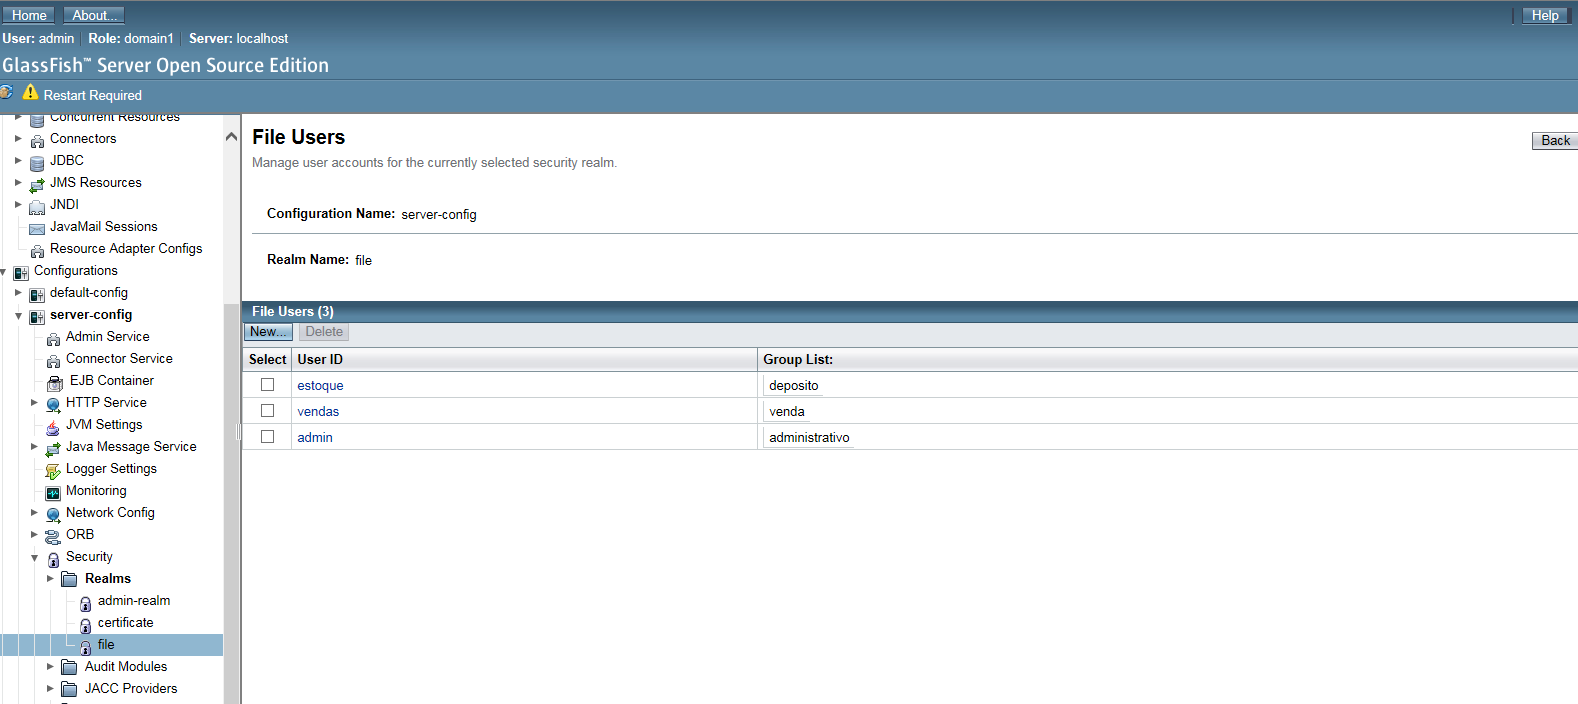 Home About... Help
User: admin Role: domain1 Server: localhost
GlassFish™ Server Open Source Edition
Restart Required
Concurrent Resources
Connectors
JDBC
JMS Resources
JNDI
JavaMail Sessions
Resource Adapter Configs
Configurations
default-config
server-config
Admin Service
Connector Service
EJB Container
HTTP Service
JVM Settings
Java Message Service
Logger Settings
Monitoring
Network Config
ORB
Security
Realms
admin-realm
certificate
file
Audit Modules
JACC Providers
File Users
Back
Manage user accounts for the currently selected security realm.
Configuration Name: server-config
Realm Name: file
File Users (3)
New... Delete
Select User ID Group List:
estoque deposito
vendas venda
admin administrativo